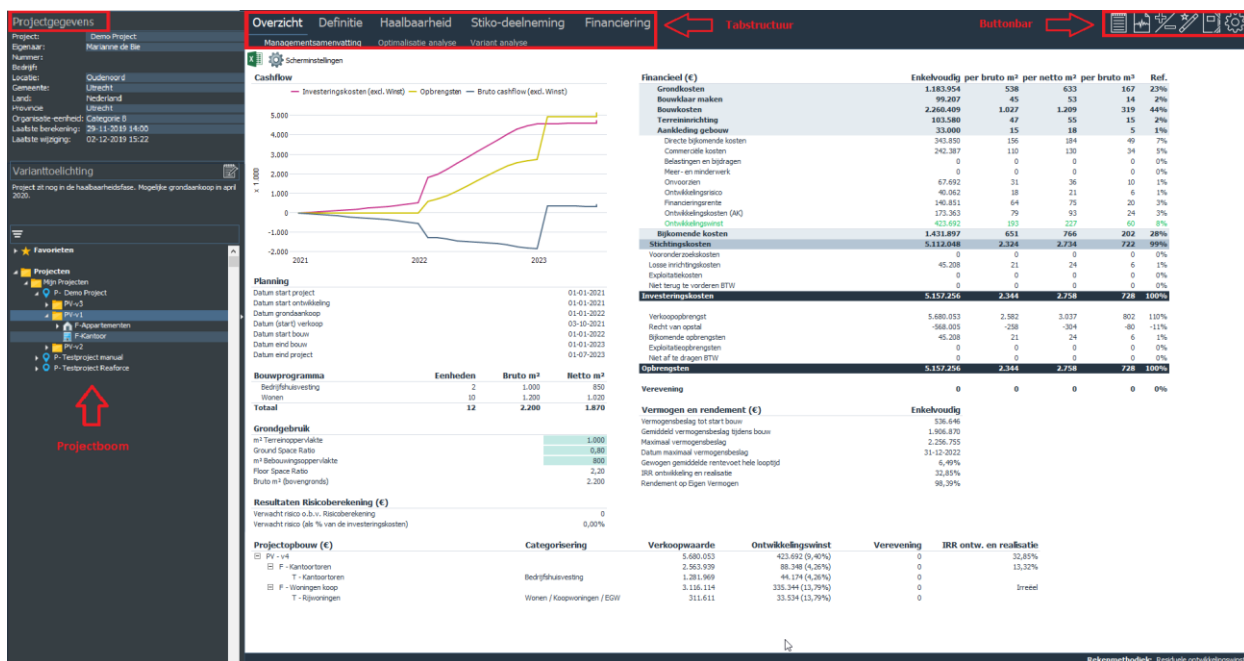 Projectgegevens
Project: Demo Project
Eigenaar: Marianne de Bie
Nummer:
Bedrijf:
Locatie: Oudenoord
Gemeente: Utrecht
Land: Nederland
Provincie Utrecht
Organisatie-eenheid: Categorie B
Laatste berekening: 29-11-2019 14:00
Laatste wijziging: 02-12-2019 15:22
Varianttoelichting
Project zit nog in de haalbaarheidsfase. Mogelijke grondaankoop in april
2020.
Favorieten
Projecten
Mijn Projecten
P- Demo Project
PV-v3
PV-v1
F-Appartementen
F-Kantoor
PV-v2
P- Testproject manual
P- Testproject Reaforce
Projectboom
Overzicht Definitie Haalbaarheid Stiko-deelneming Financiering
Managementsamenvatting Optimalisatie analyse Variant analyse
Tabstructuur
Buttonbar
Scherminstellingen
Cashflow
Investeringskosten (excl. Winst) Opbrengsten Bruto cashflow (excl. Winst)
5.000
4.000
3.000
2.000
1.000
0
-1.000
-2.000
x 1.000
2021 2022 2023
Planning
Datum start project 01-01-2021
Datum start ontwikkeling 01-01-2021
Datum grondaankoop 01-01-2022
Datum (start) verkoop 03-10-2021
Datum start bouw 01-01-2022
Datum eind bouw 01-01-2023
Datum eind project 01-07-2023
Bouwprogramma Eenheden Bruto m² Netto m²
Bedrijfshuisvesting 2 1.000 850
Wonen 10 1.200 1.020
Totaal 12 2.200 1.870
Grondgebruik
m² Terreinoppervlakte 1.000
Ground Space Ratio 0,80
m² Bebouwingsoppervlakte 800
Floor Space Ratio 2,20
Bruto m² (bovengronds) 2.200
Resultaten Risicoberekening (€)
Verwacht risico o.b.v. Risicoberekening 0
Verwacht risico (als % van de investeringskosten) 0,00%
Financieel (€) Enkelvoudig per bruto m² per netto m² per bruto m³ Ref.
Grondkosten 1.183.954 538 633 167 23%
Bouwklaar maken 99.207 45 53 14 2%
Bouwkosten 2.260.409 1.027 1.209 319 44%
Terreininrichting 103.580 47 55 15 2%
Aankleding gebouw 33.000 15 18 5 1%
Directe bijkomende kosten 343.850 156 184 49 7%
Commerciële kosten 242.387 110 130 34 5%
Belastingen en bijdragen 0 0 0 0 0%
Meer- en minderwerk 0 0 0 0 0%
Onvoorzien 67.692 31 36 10 1%
Ontwikkelingsrisico 40.062 18 21 6 1%
Financieringsrente 140.851 64 75 20 3%
Ontwikkelingskosten (AK) 173.363 79 93 24 3%
Ontwikkelingswinst 423.692 193 227 60 8%
Bijkomende kosten 1.431.897 651 766 202 28%
Stichtingskosten 5.112.048 2.324 2.734 722 99%
Vooronderzoekskosten 0 0 0 0 0%
Losse inrichtingskosten 45.208 21 24 6 1%
Exploitatiekosten 0 0 0 0 0%
Niet terug te vorderen BTW 0 0 0 0 0%
Investeringskosten 5.157.256 2.344 2.758 728 100%
Verkoopopbrengst 5.680.053 2.582 3.037 802 110%
Recht van opstal -568.005 -258 -304 -80 -11%
Bijkomende opbrengsten 45.208 21 24 6 1%
Exploitatieopbrengsten 0 0 0 0 0%
Niet af te dragen BTW 0 0 0 0 0%
Opbrengsten 5.157.256 2.344 2.758 728 100%
Verevening 0 0 0 0 0%
Vermogen en rendement (€) Enkelvoudig
Vermogensbeslag tot start bouw 536.646
Gemiddeld vermogensbeslag tijdens bouw 1.906.870
Maximaal vermogensbeslag 2.256.755
Datum maximaal vermogensbeslag 31-12-2022
Gewogen gemiddelde rentevoet hele looptijd 6,49%
IRR ontwikkeling en realisatie 32,85%
Rendement op Eigen Vermogen 98,39%
Projectopbouw (€) Categorisering Verkoopwaarde Ontwikkelingswinst Verevening IRR ontw. en realisatie
PV - v4 5.680.053 423.692 (9,40%) 0 32,85%
F - Kantoortoren 2.563.939 88.348 (4,26%) 0 13,32%
T - Kantoortoren Bedrijfshuisvesting 1.281.969 44.174 (4,26%) 0
F - Woningen koop 3.116.114 335.344 (13,79%) 0 Irreëel
T - Rijwoningen Wonen / Koopwoningen / EGW 311.611 33.534 (13,79%) 0
Rekenmethodiek: Residuele ontwikkelingswinst